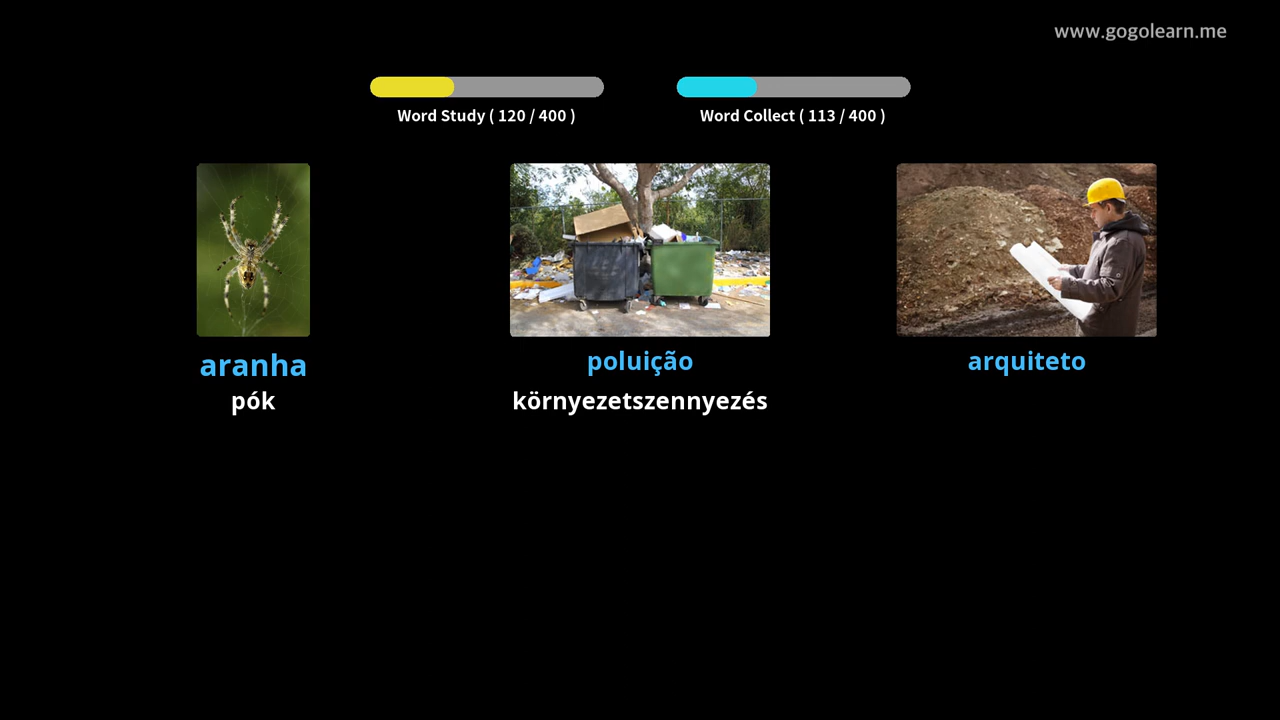 www.gogolearn.me
Word Study ( 120 / 400 )
Word Collect ( 113 / 400 )
aranha
pók
poluição
környezetszennyezés
arquiteto